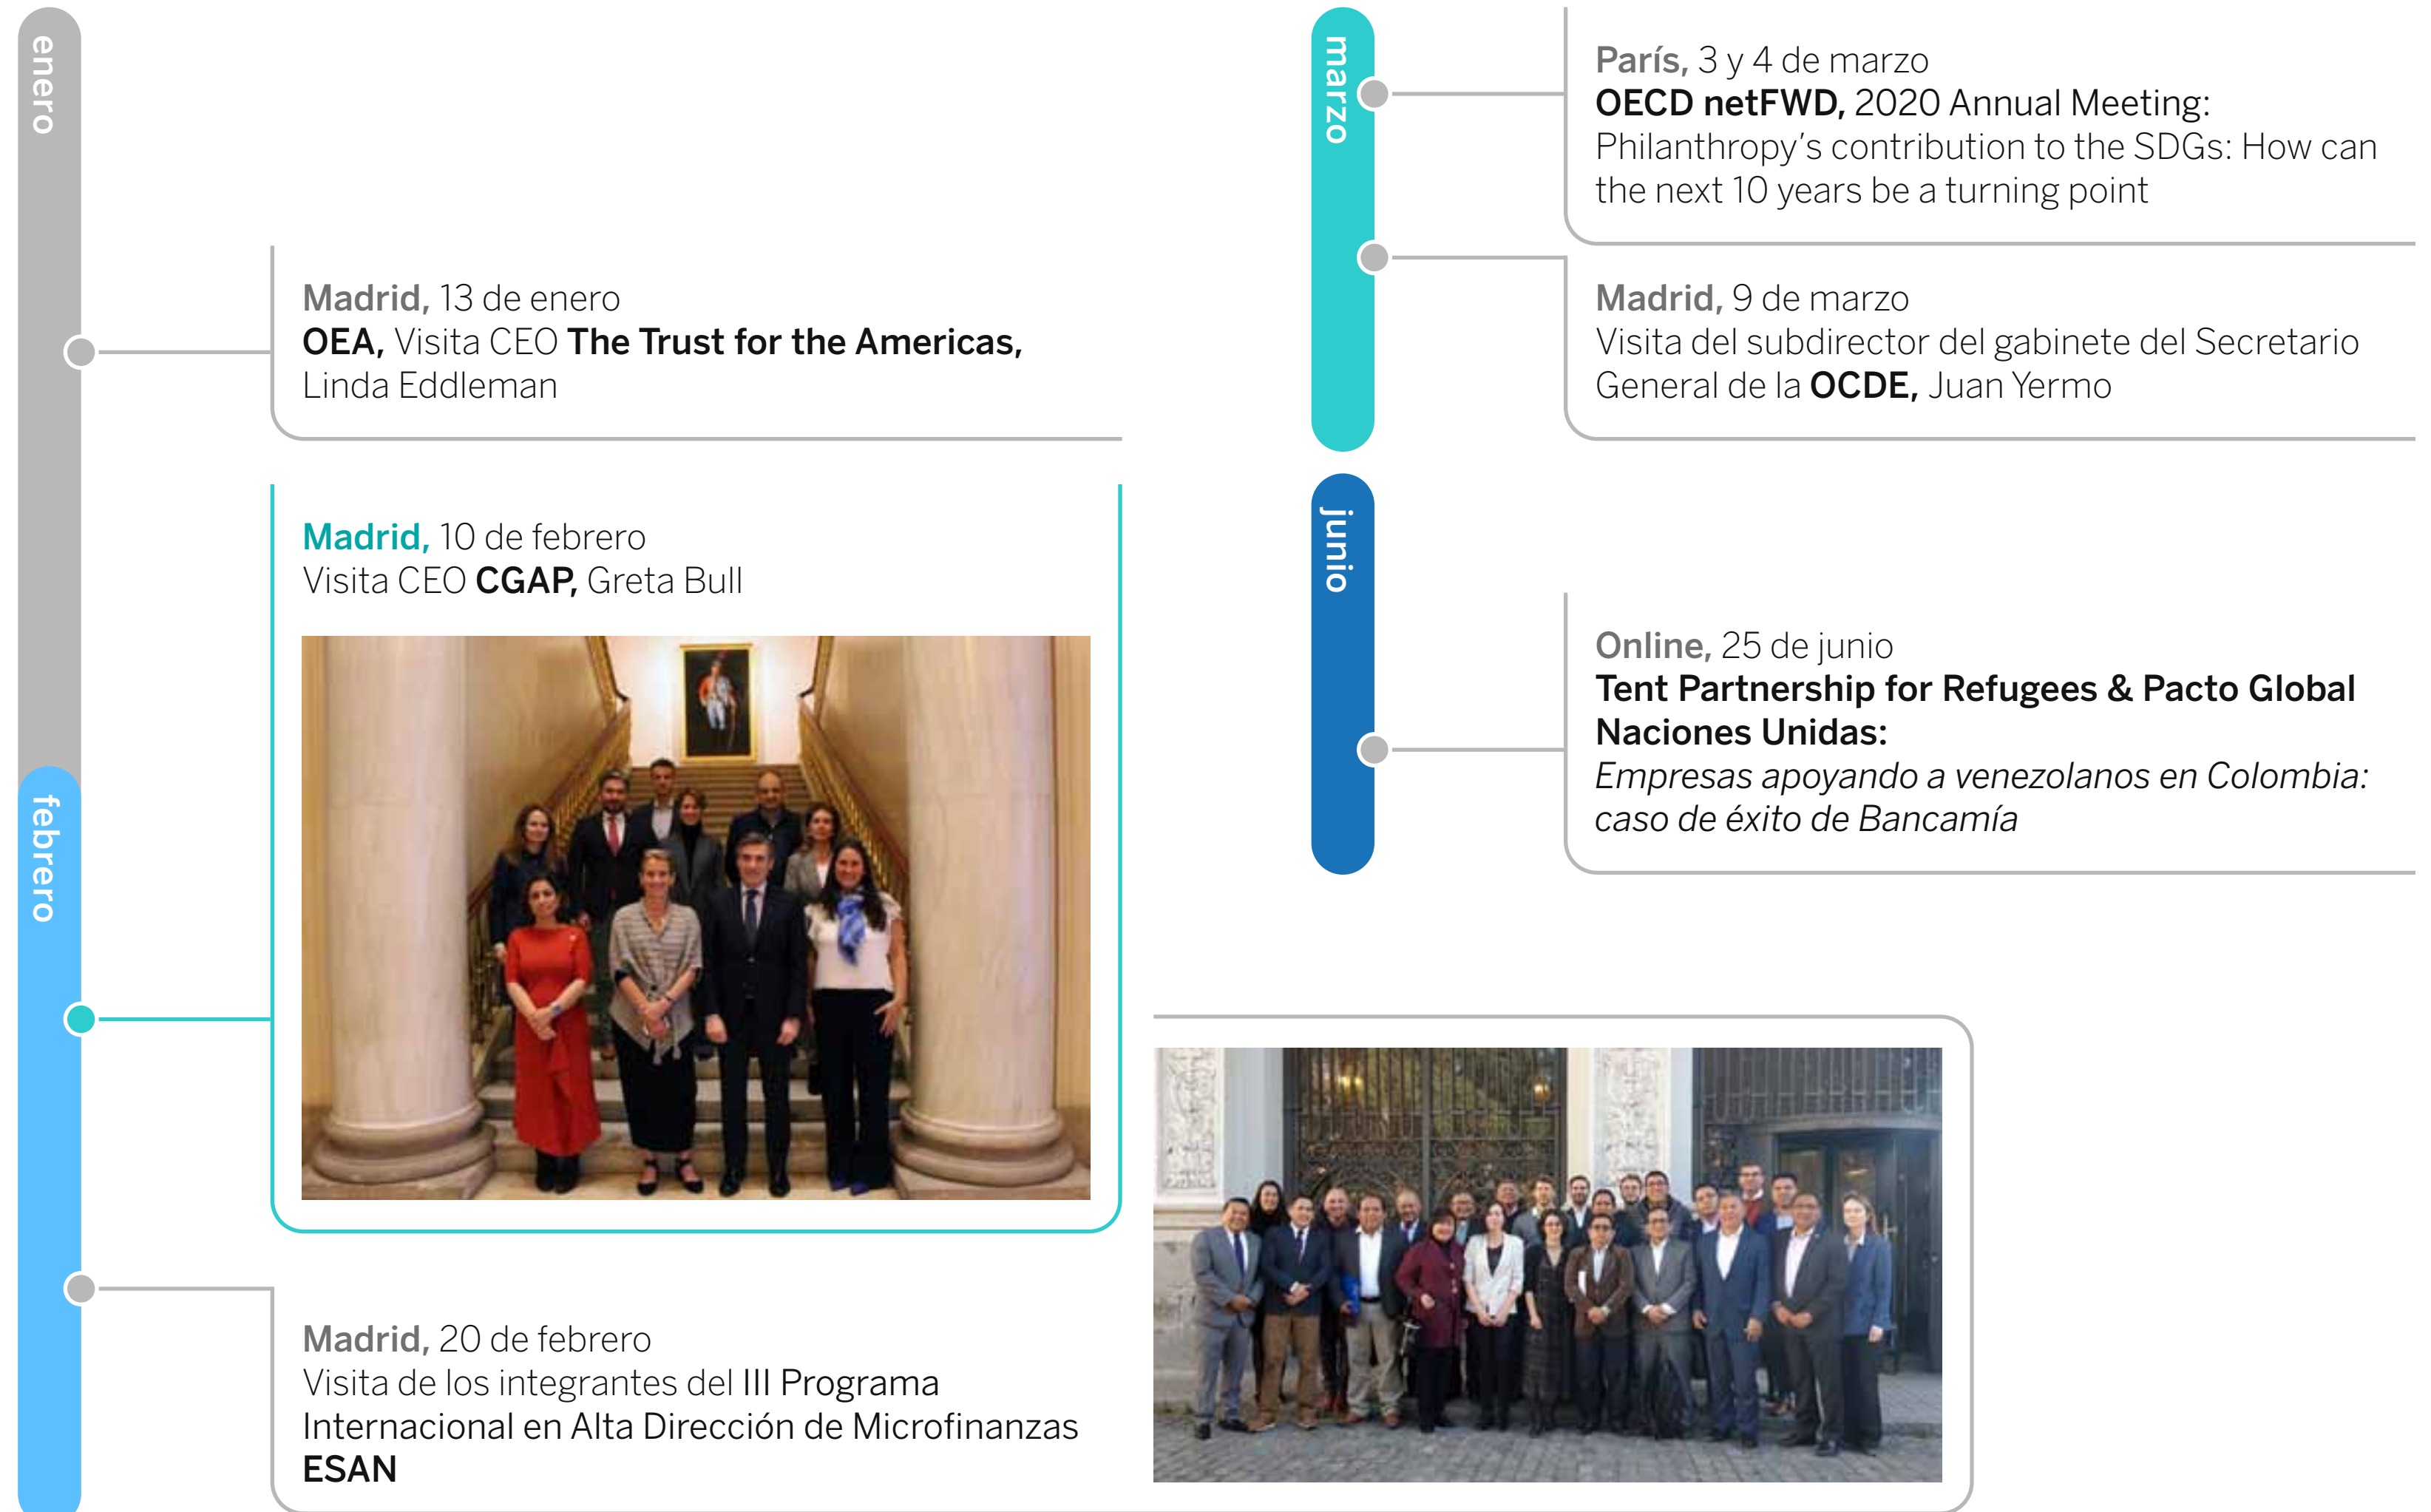 enero
Madrid, 13 de enero
OEA, Visita CEO The Trust for the Americas,
Linda Eddleman
febrero
Madrid, 10 de febrero
Visita CEO CGAP, Greta Bull
Madrid, 20 de febrero
Visita de los integrantes del III Programa
Internacional en Alta Dirección de Microfinanzas
ESAN
marzo
París, 3 y 4 de marzo
OECD netFWD, 2020 Annual Meeting:
Philanthropy’s contribution to the SDGs: How can
the next 10 years be a turning point
Madrid, 9 de marzo
Visita del subdirector del gabinete del Secretario
General de la OCDE, Juan Yermo
junio
Online, 25 de junio
Tent Partnership for Refugees & Pacto Global
Naciones Unidas:
Empresas apoyando a venezolanos en Colombia:
caso de éxito de Bancamía